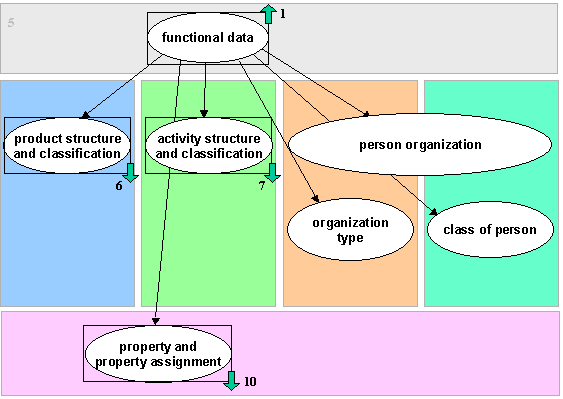 5
1
functional data
product structure
and classification
activity structure
and classification
person organization
6
7
organization
type
class of person
property and
property assignment
10